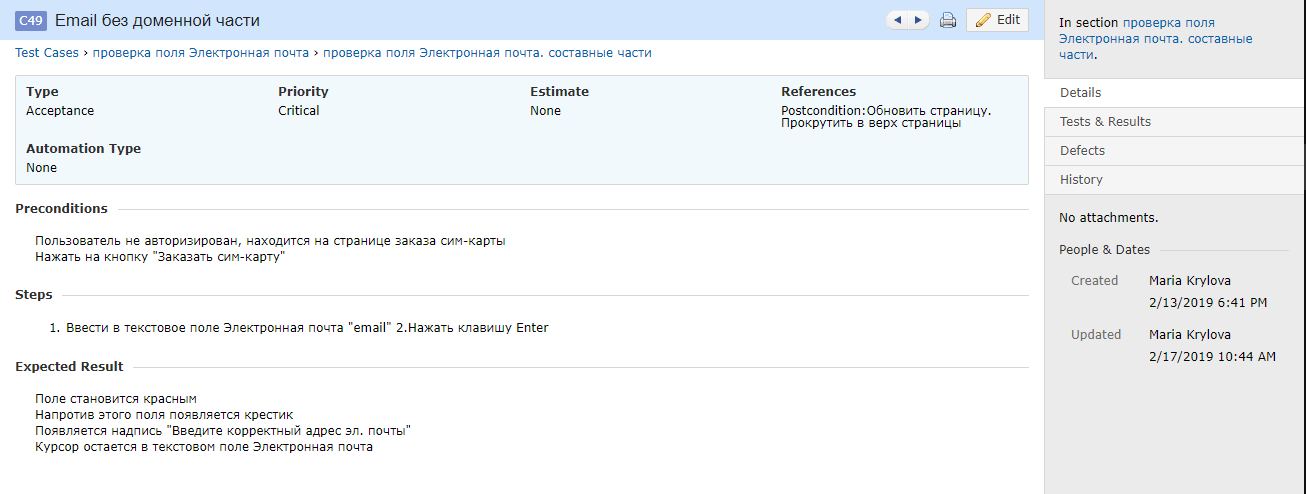 C49 Email без доменной части
Edit
Test Cases › проверка поля Электронная почта › проверка поля Электронная почта. составные части
Type
Acceptance
Priority
Critical
Estimate
None
References
Postcondition:Обновить страницу.
Прокрутить в верх страницы
Automation Type
None
Preconditions
Пользователь не авторизирован, находится на странице заказа сим-карты
Нажать на кнопку "Заказать сим-карту"
Steps
1. Ввести в текстовое поле Электронная почта "email" 2.Нажать клавишу Enter
Expected Result
Поле становится красным
Напротив этого поля появляется крестик
Появляется надпись "Введите корректный адрес эл. почты"
Курсор остается в текстовом поле Электронная почта
In section проверка поля
Электронная почта. составные
части.
Details
Tests & Results
Defects
History
No attachments.
People & Dates
Created Maria Krylova
2/13/2019 6:41 PM
Updated Maria Krylova
2/17/2019 10:44 AM